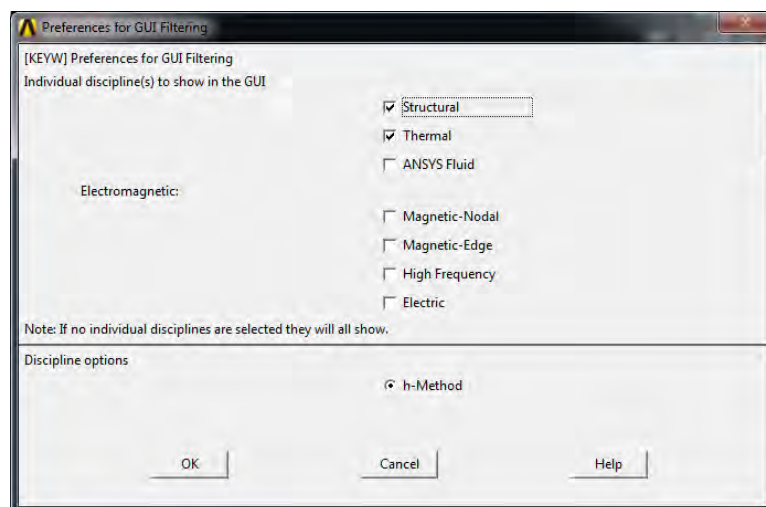 Preferences for GUI Filtering
[KEYW] Preferences for GUI Filtering
Individual discipline(s) to show in the GUI
Structural
Thermal
ANSYS Fluid
Electromagnetic:
Magnetic-Nodal
Magnetic-Edge
High Frequency
Electric
Note: If no individual disciplines are selected they will all show.
Discipline options
h-Method
OK Cancel Help